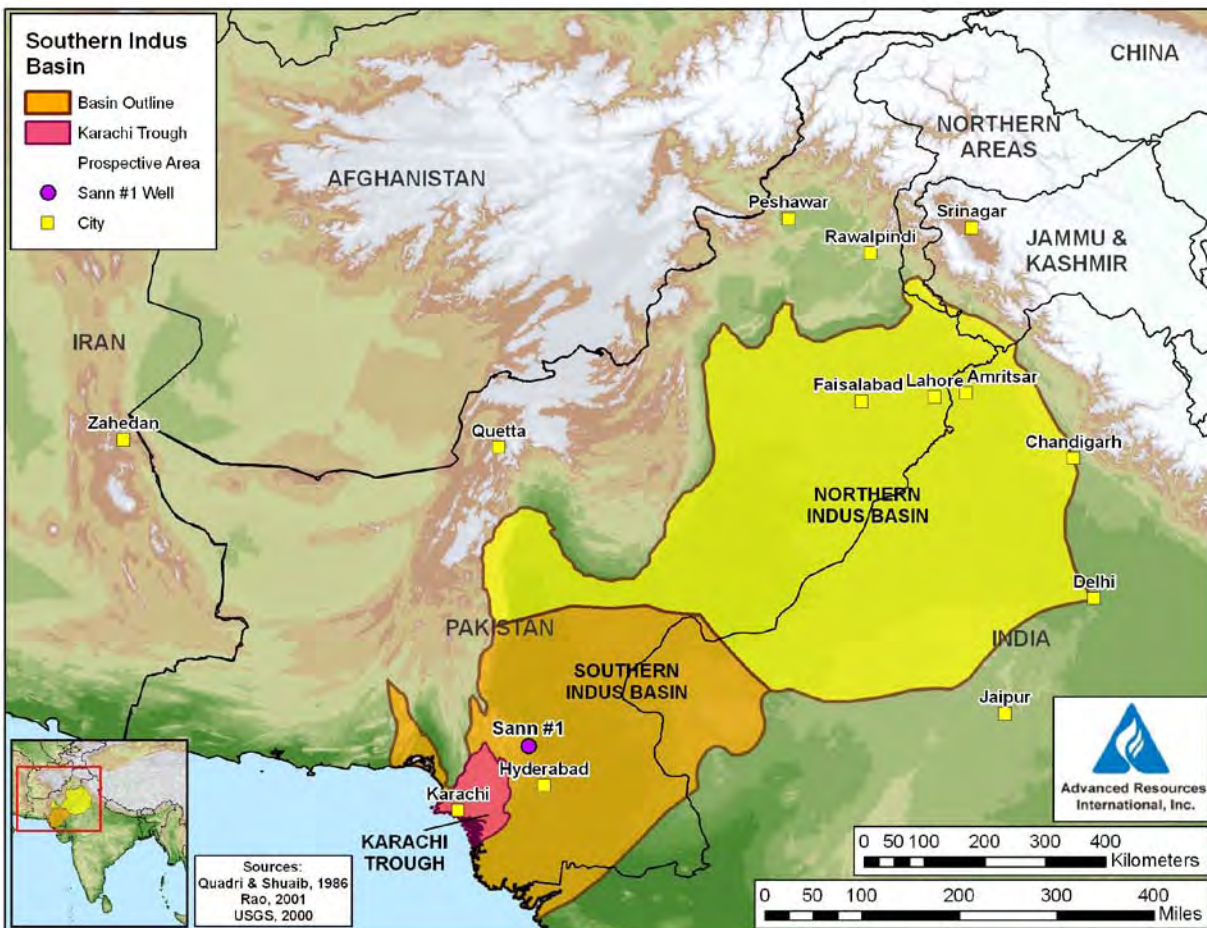 Southern Indus
Basin
Basin Outline
Karachi Trough
Prospective Area
Sann #1 Well
City
CHINA
NORTHERN
AREAS
AFGHANISTAN
Peshawar
Srinagar
Rawalpindi
JAMMU &
KASHMIR
IRAN
Faisalabad
Lahore
Amritsar
Zahedan
Quetta
Chandigarh
NORTHERN
INDUS BASIN
Delhi
PAKISTAN
INDIA
SOUTHERN
INDUS BASIN
Jaipur
Sann #1
Hyderabad
Karachi
KARACHI
TROUGH
Advanced Resources
International, Inc.
Sources:
Quadri & Shuaib, 1986
Rao, 2001
USGS, 2000
0 50 100 200 300 400
Kilometers
0 50 100 200 300 400
Miles